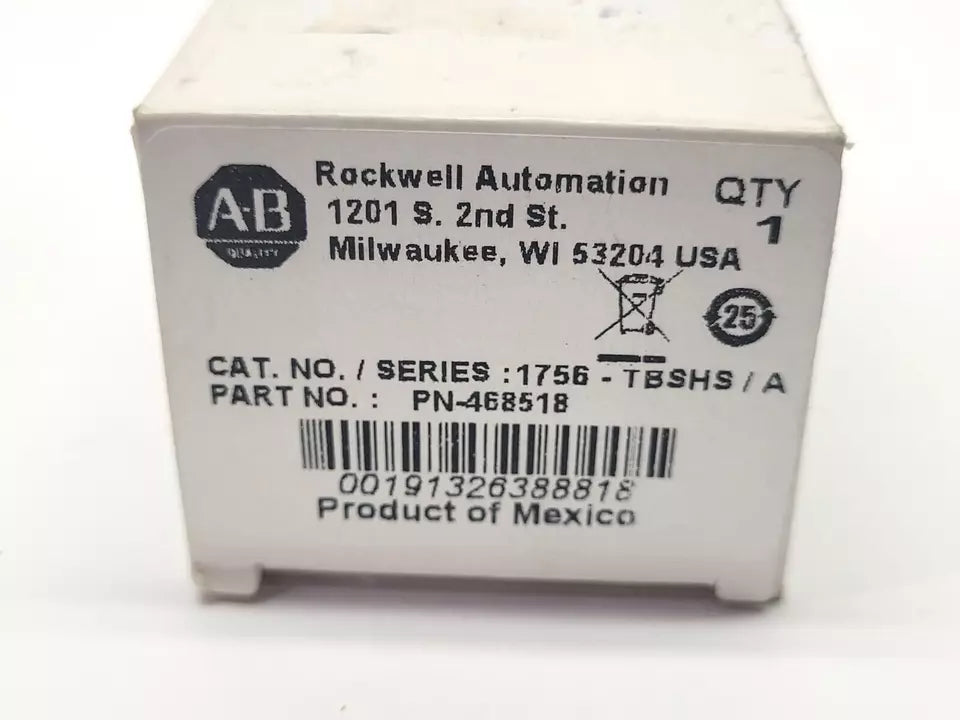 A-B
QUALITY
Rockwell Automation
1201 S. 2nd St.
Milwaukee, WI 53204 USA
QTY
1
25
CAT. NO. / SERIES : 1756 - TBSHS / A
PART NO. : PN-468518
00191326388818
Product of Mexico